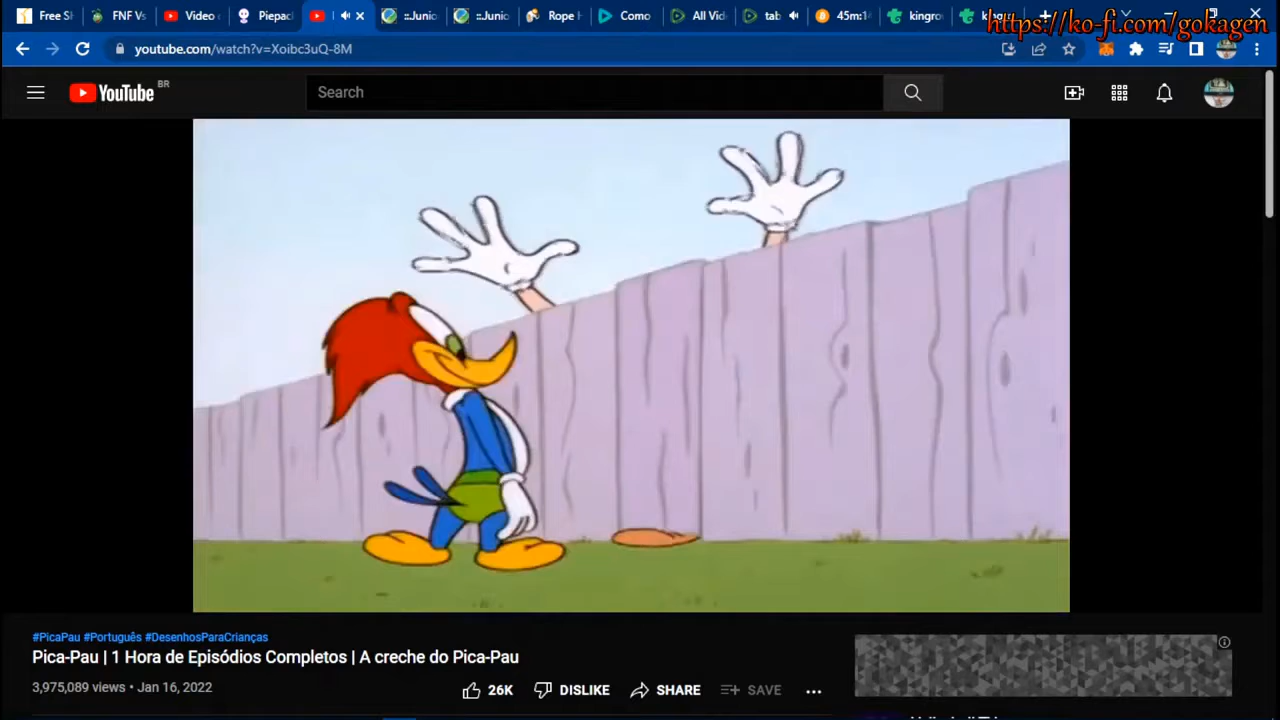 Free S
FNF Vs
Video
Piepac
::Junio
::Junio
Rope H
Como
All Vid
tab
45m:1
kingro
https://ko-fi.com/gokagen
youtube.com/watch?v=Xoibc3uQ-8M
YouTube BR
Search
#PicaPau #Português #DesenhosParaCrianças
Pica-Pau | 1 Hora de Episódios Completos | A creche do Pica-Pau
3,975,089 views • Jan 16, 2022
26K DISLIKE SHARE SAVE